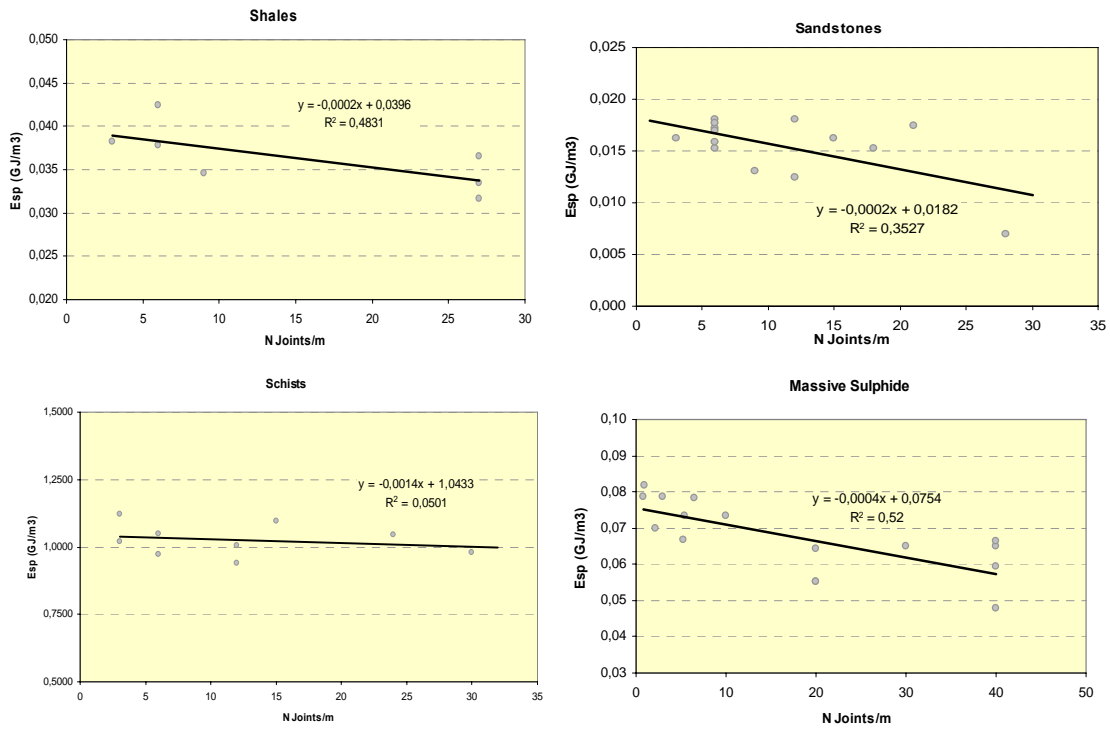 Shales
0,050
0,045
0,040
0,035
0,030
0,025
0,020
Esp (GJ/m3)
y = -0,0002x + 0,0396
R² = 0,4831
0 5 10 15 20 25 30
N Joints/m
Sandstones
0,025
0,020
0,015
0,010
0,005
0,000
Esp (GJ/m3)
y = -0,0002x + 0,0182
R² = 0,3527
0 5 10 15 20 25 30 35
N Joints/m
Schists
1,5000
1,2500
1,0000
0,7500
0,5000
Esp (GJ/m3)
y = -0,0014x + 1,0433
R² = 0,0501
0 5 10 15 20 25 30 35
N Joints/m
Massive Sulphide
0,10
0,09
0,08
0,07
0,06
0,05
0,04
0,03
Esp (GJ/m3)
y = -0,0004x + 0,0754
R² = 0,52
0 10 20 30 40 50
N Joints/m